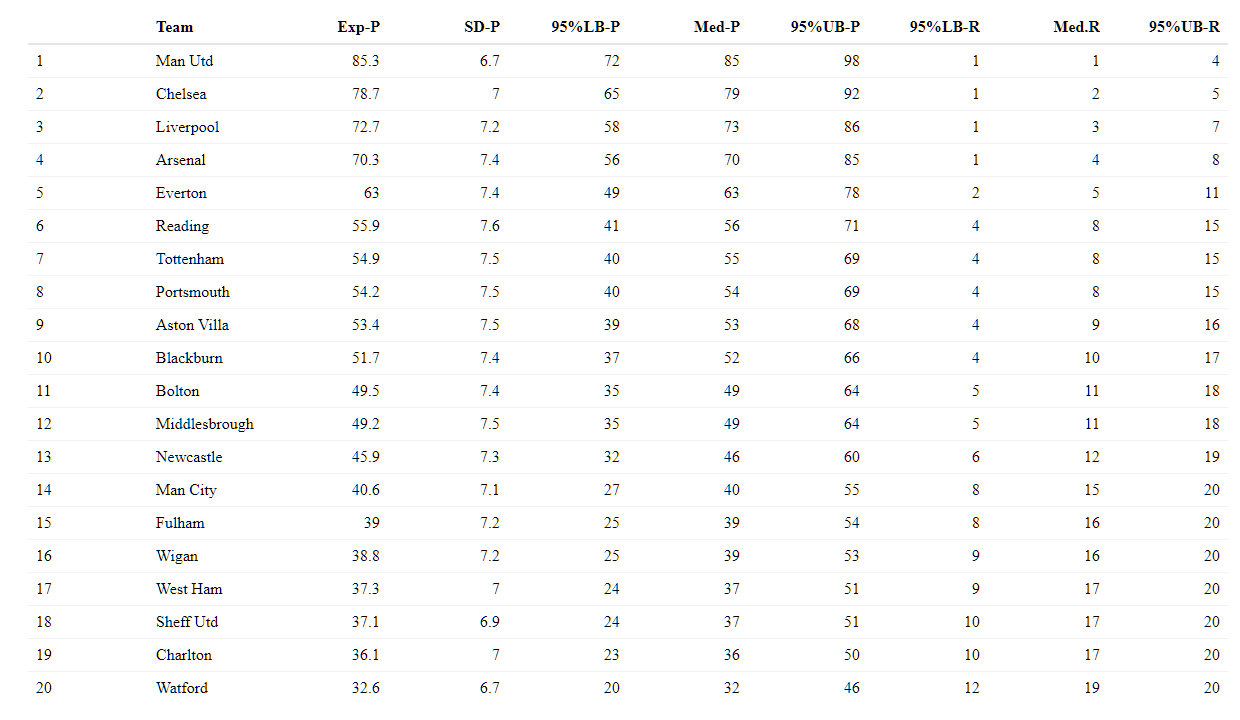 Team Exp-P SD-P 95%LB-P Med-P 95%UB-P 95%LB-R Med.R 95%UB-R
1 Man Utd 85.3 6.7 72 85 98 1 1 4
2 Chelsea 78.7 7 65 79 92 1 2 5
3 Liverpool 72.7 7.2 58 73 86 1 3 7
4 Arsenal 70.3 7.4 56 70 85 1 4 8
5 Everton 63 7.4 49 63 78 2 5 11
6 Reading 55.9 7.6 41 56 71 4 8 15
7 Tottenham 54.9 7.5 40 55 69 4 8 15
8 Portsmouth 54.2 7.5 40 54 69 4 8 15
9 Aston Villa 53.4 7.5 39 53 68 4 9 16
10 Blackburn 51.7 7.4 37 52 66 4 10 17
11 Bolton 49.5 7.4 35 49 64 5 11 18
12 Middlesbrough 49.2 7.5 35 49 64 5 11 18
13 Newcastle 45.9 7.3 32 46 60 6 12 19
14 Man City 40.6 7.1 27 40 55 8 15 20
15 Fulham 39 7.2 25 39 54 8 16 20
16 Wigan 38.8 7.2 25 39 53 9 16 20
17 West Ham 37.3 7 24 37 51 9 17 20
18 Sheff Utd 37.1 6.9 24 37 51 10 17 20
19 Charlton 36.1 7 23 36 50 10 17 20
20 Watford 32.6 6.7 20 32 46 12 19 20